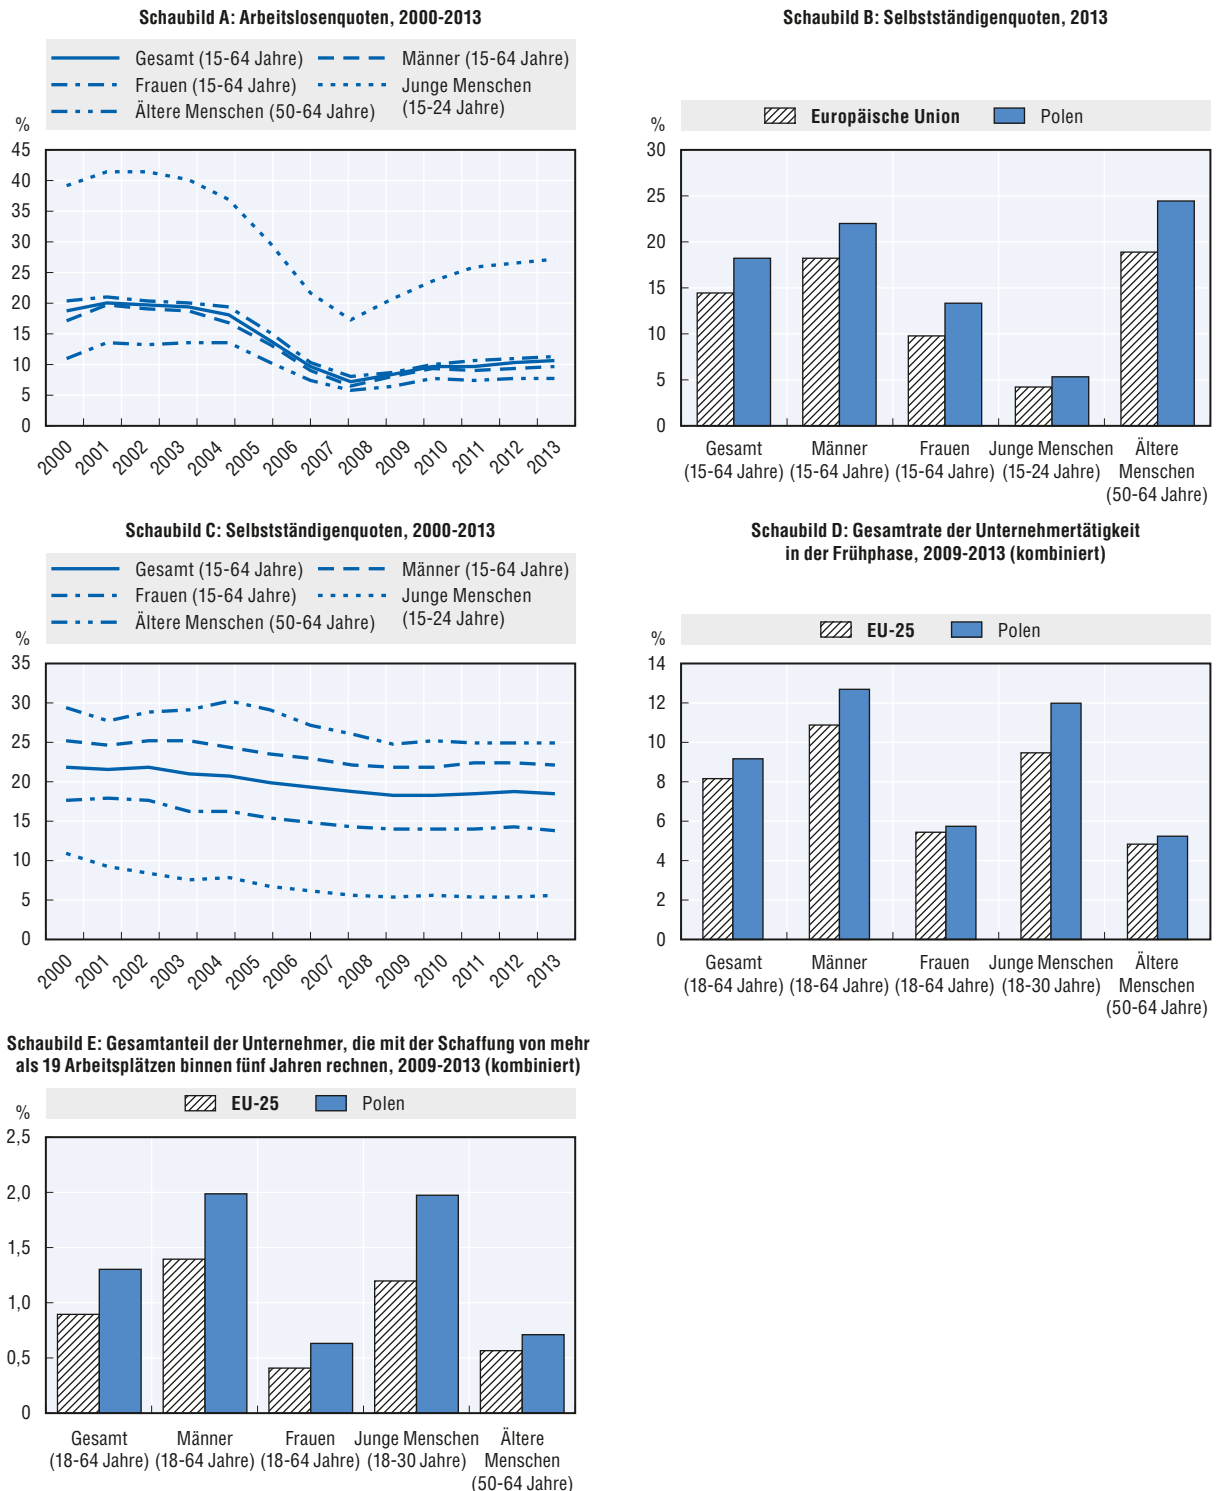 Schaubild A: Arbeitslosenquoten, 2000-2013
Gesamt (15-64 Jahre)
Männer (15-64 Jahre)
Frauen (15-64 Jahre)
Junge Menschen
(15-24 Jahre)
Ältere Menschen (50-64 Jahre)
%
45
40
35
30
25
20
15
10
5
0
2000 2001 2002 2003 2004 2005 2006 2007 2008 2009 2010 2011 2012 2013
Schaubild B: Selbstständigenquoten, 2013
Europäische Union
Polen
%
30
25
20
15
10
5
0
Gesamt
(15-64 Jahre)
Männer
(15-64 Jahre)
Frauen
(15-64 Jahre)
Junge Menschen
(15-24 Jahre)
Ältere
Menschen
(50-64 Jahre)
Schaubild C: Selbstständigenquoten, 2000-2013
Gesamt (15-64 Jahre)
Männer (15-64 Jahre)
Frauen (15-64 Jahre)
Junge Menschen
(15-24 Jahre)
Ältere Menschen (50-64 Jahre)
%
35
30
25
20
15
10
5
0
2000 2001 2002 2003 2004 2005 2006 2007 2008 2009 2010 2011 2012 2013
Schaubild D: Gesamtrate der Unternehmertätigkeit
in der Frühphase, 2009-2013 (kombiniert)
EU-25
Polen
%
14
12
10
8
6
4
2
0
Gesamt
(18-64 Jahre)
Männer
(18-64 Jahre)
Frauen
(18-64 Jahre)
Junge Menschen
(18-30 Jahre)
Ältere
Menschen
(50-64 Jahre)
Schaubild E: Gesamtanteil der Unternehmer, die mit der Schaffung von mehr
als 19 Arbeitsplätzen binnen fünf Jahren rechnen, 2009-2013 (kombiniert)
EU-25
Polen
%
2,5
2,0
1,5
1,0
0,5
0
Gesamt
(18-64 Jahre)
Männer
(18-64 Jahre)
Frauen
(18-64 Jahre)
Junge Menschen
(18-30 Jahre)
Ältere
Menschen
(50-64 Jahre)